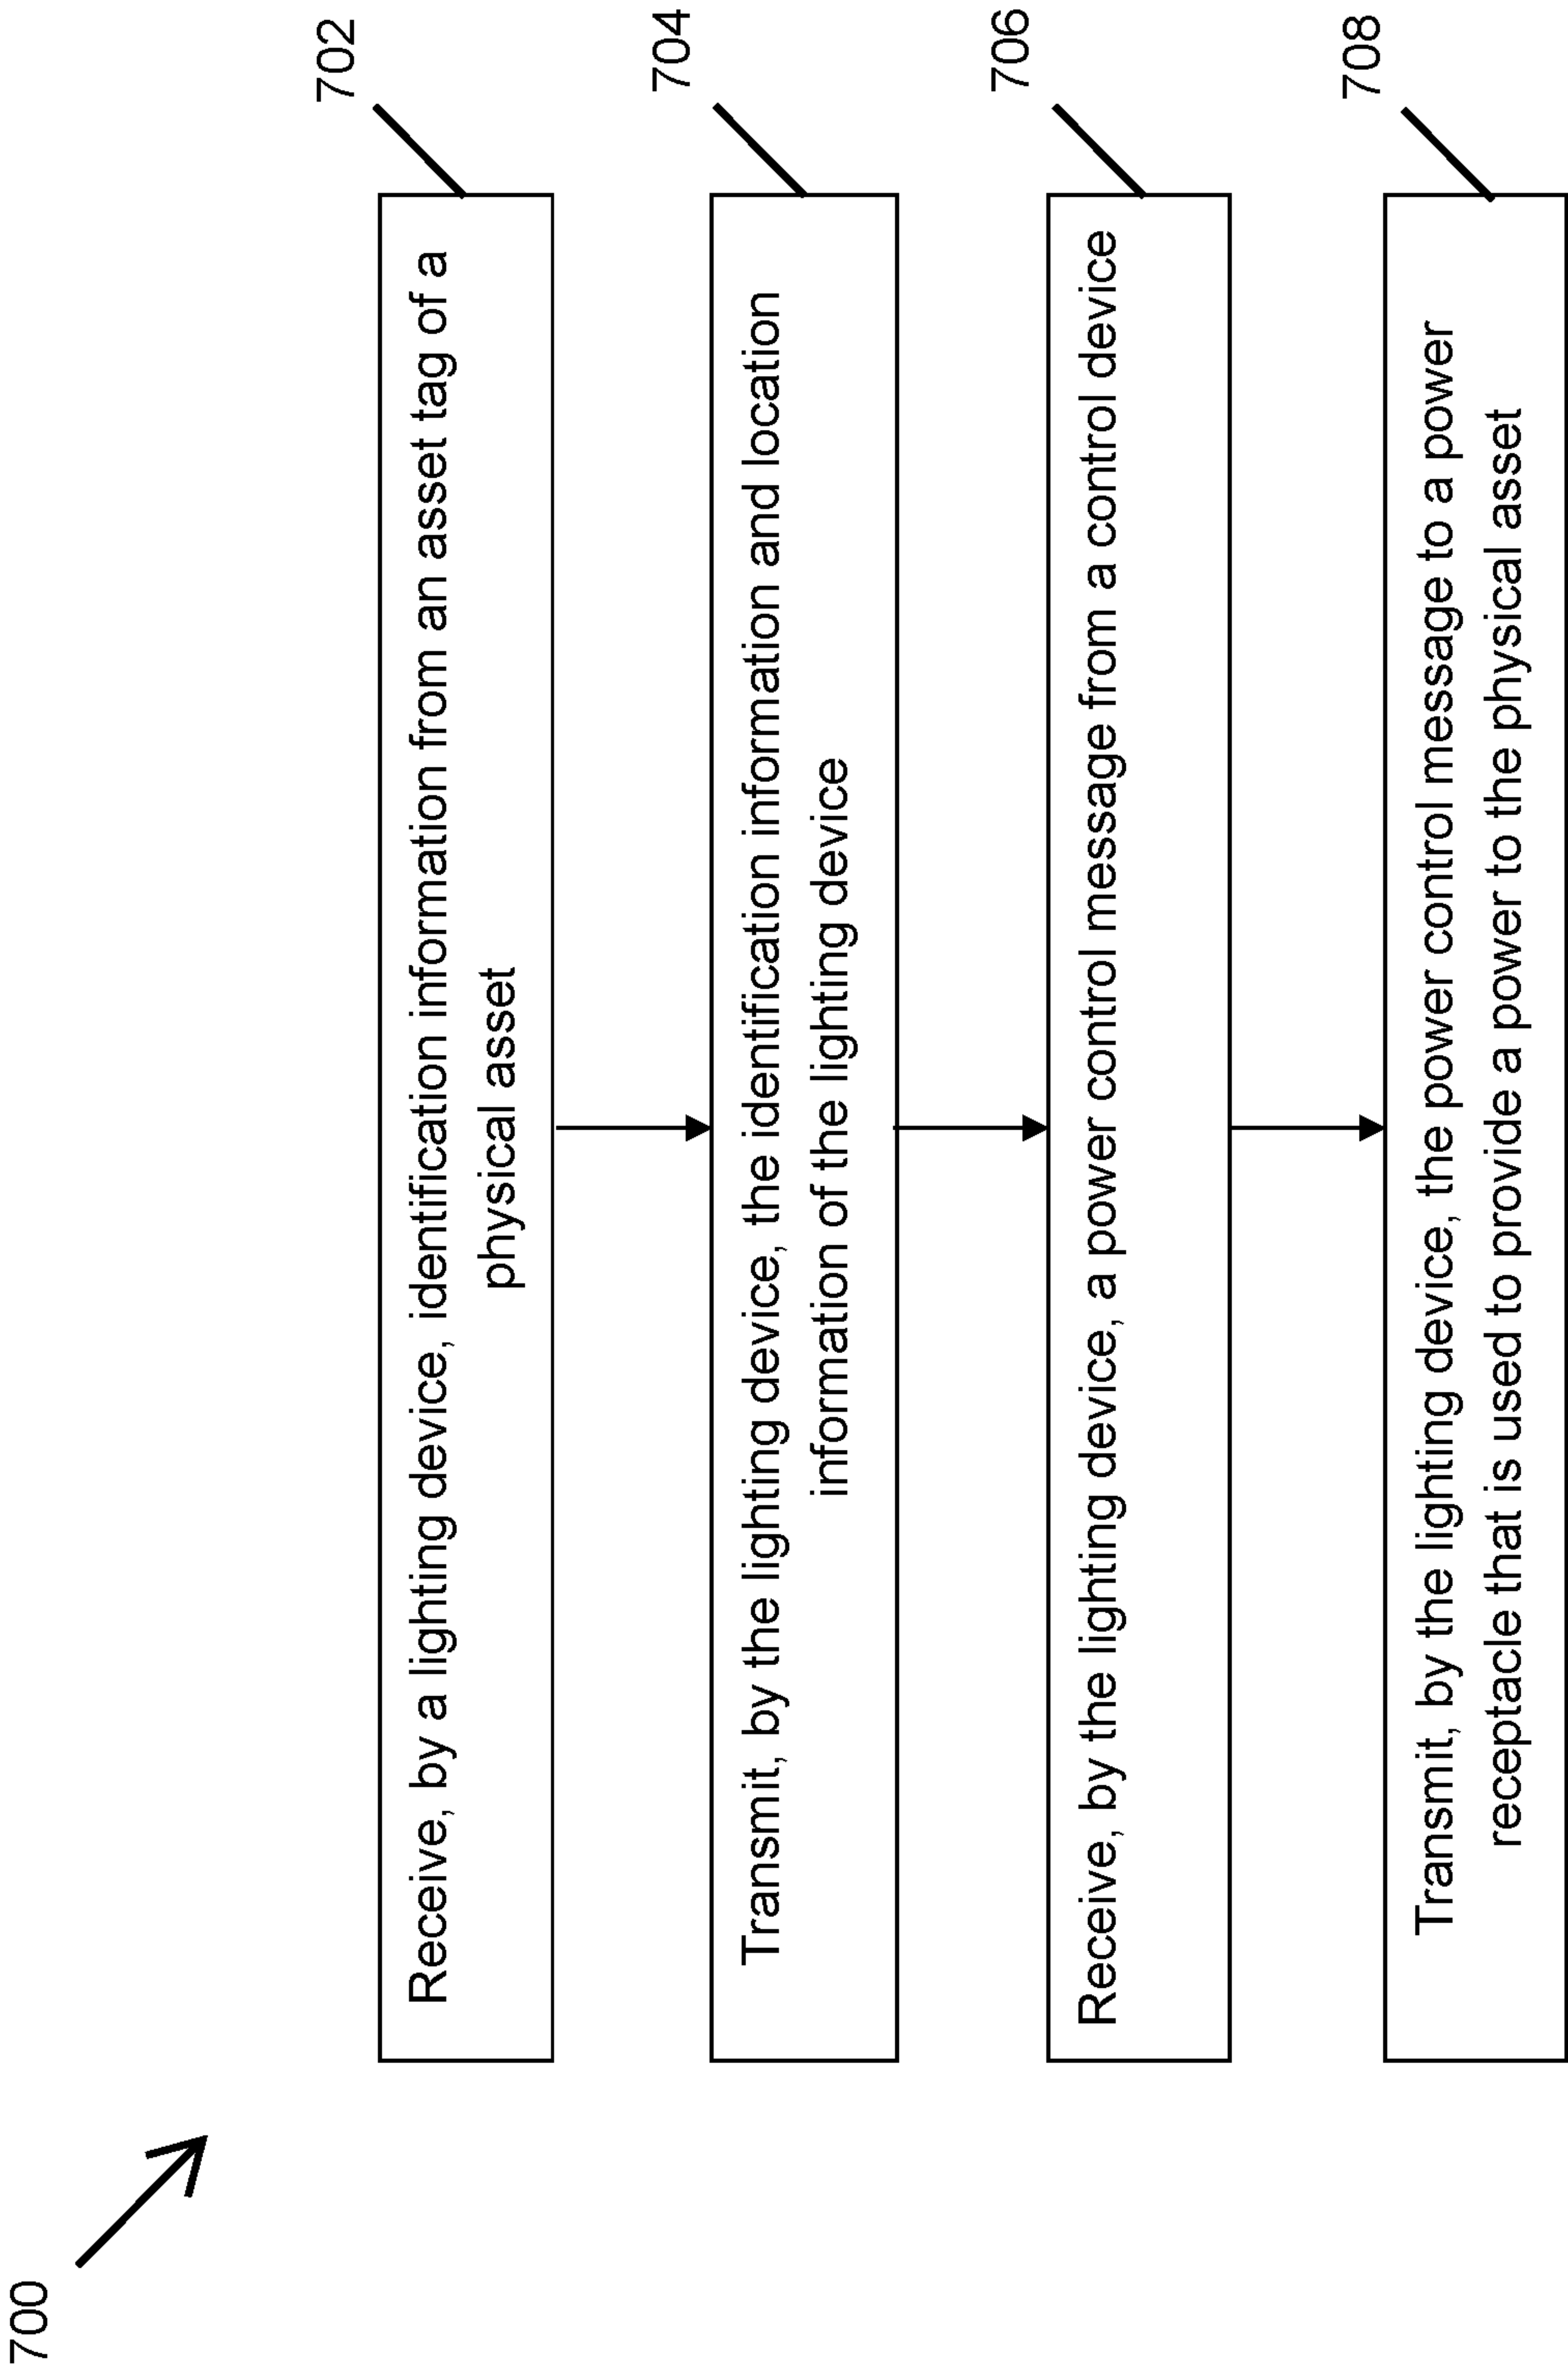 700
702
Receive, by a lighting device, identification information from an asset tag of a
physical asset
704
Transmit, by the lighting device, the identification information and location
information of the lighting device
706
Receive, by the lighting device, a power control message from a control device
708
Transmit, by the lighting device, the power control message to a power
receptacle that is used to provide a power to the physical asset